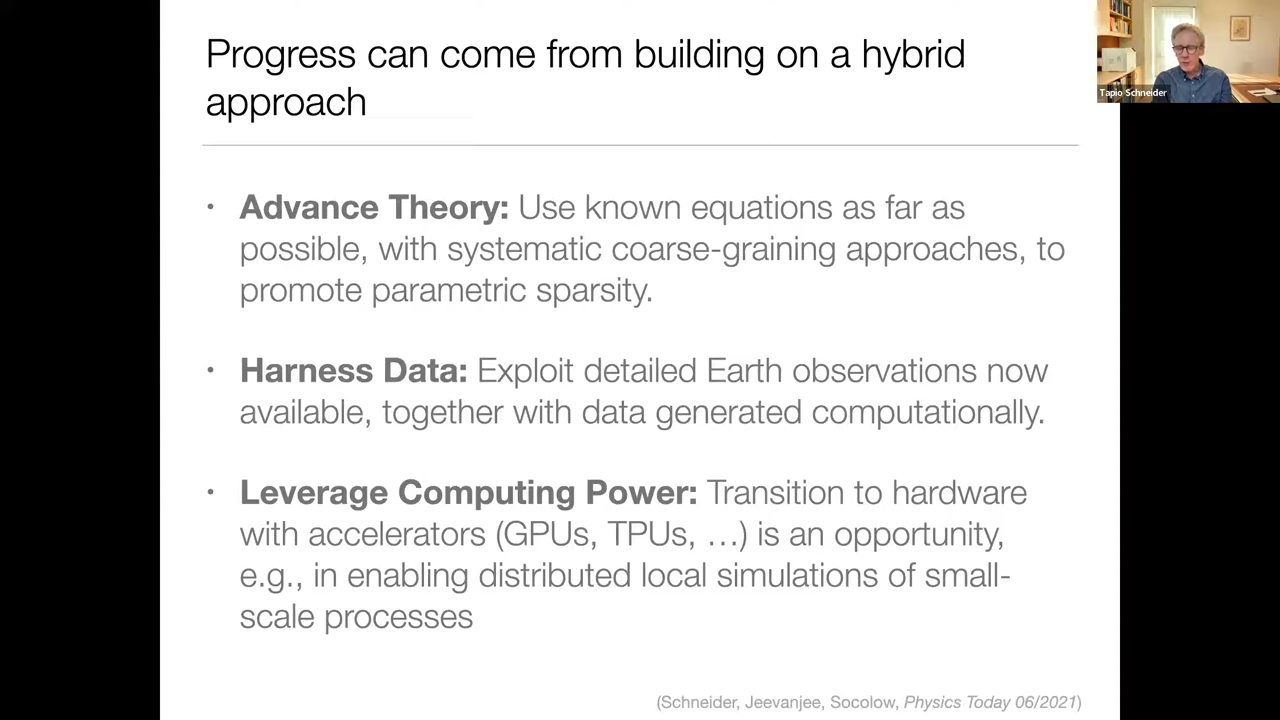 Progress can come from building on a hybrid
approach
Tapio Schneider
• Advance Theory: Use known equations as far as
possible, with systematic coarse-graining approaches, to
promote parametric sparsity.
• Harness Data: Exploit detailed Earth observations now
available, together with data generated computationally.
• Leverage Computing Power: Transition to hardware
with accelerators (GPUs, TPUs, …) is an opportunity,
e.g., in enabling distributed local simulations of small-
scale processes
(Schneider, Jeevanjee, Socolow, Physics Today 06/2021)